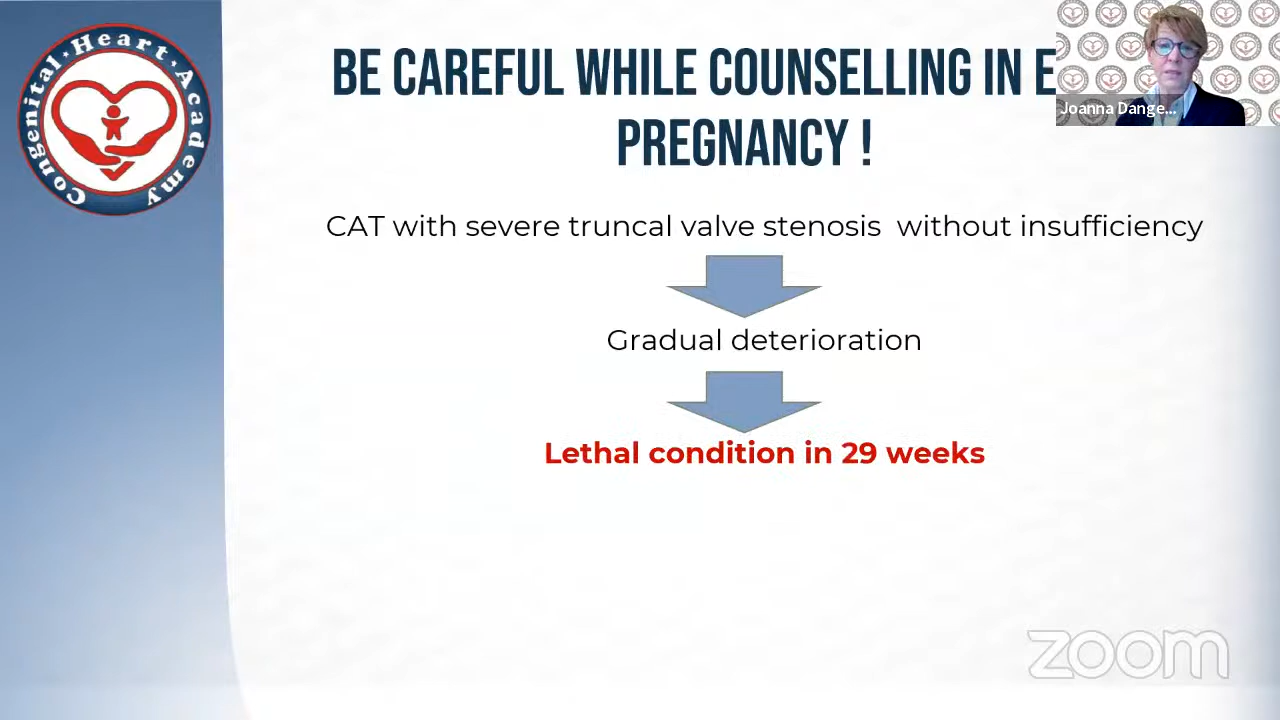 Congenital Heart Academy
BE CAREFUL WHILE COUNSELLING IN E
PREGNANCY !
Joanna Dange...
CAT with severe truncal valve stenosis without insufficiency
Gradual deterioration
Lethal condition in 29 weeks
zoom